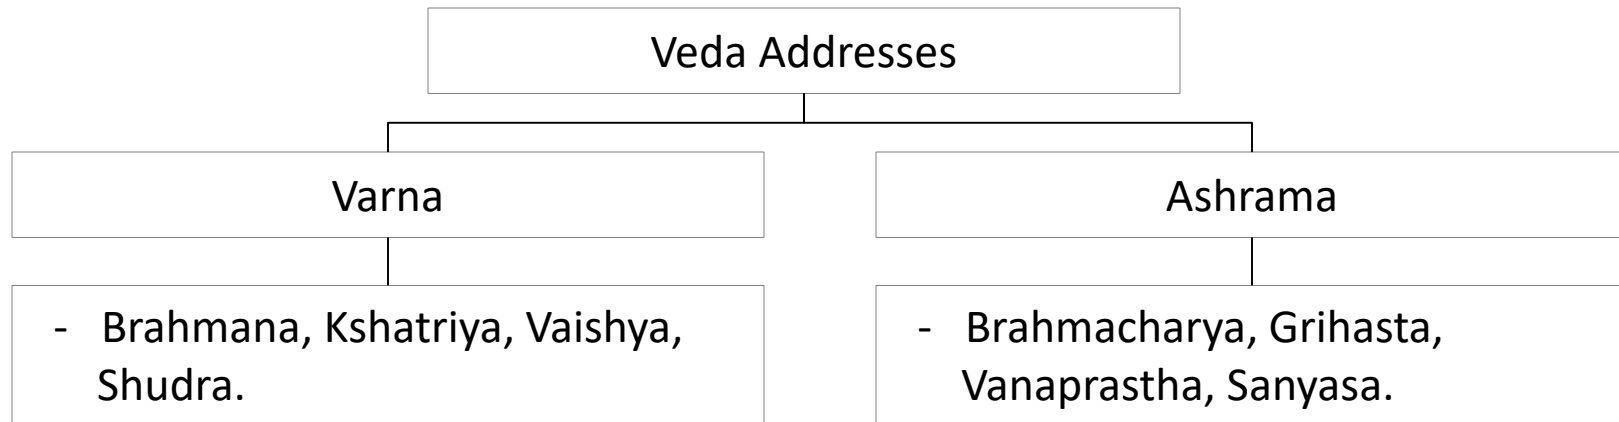 Veda Addresses
Varna
Ashrama
- Brahmana, Kshatriya, Vaishya,
Shudra.
- Brahmacharya, Grihasta,
Vanaprastha, Sanyasa.